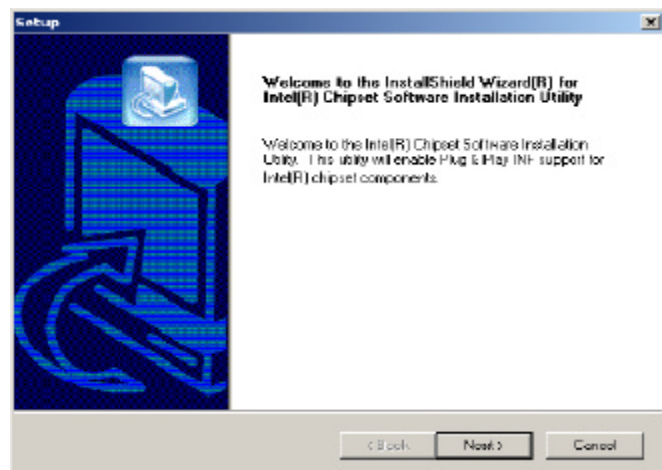 Setup
Welcome to the InstallShield Wizard(R) for
Intel(R) Chipset Software Installation Utility
Welcome to the Intel(R) Chipset Software Installation
Utility. This utility will enable Plug & Play INF support for
Intel(R) chipset components.
< Back
Next >
Cancel